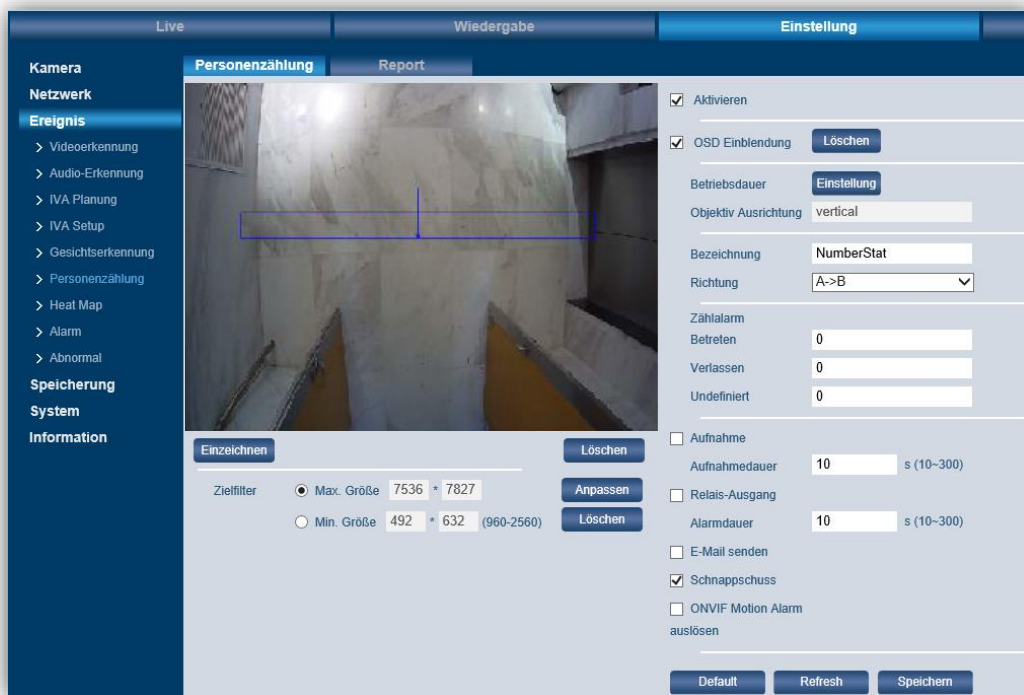 Live Wiedergabe Einstellung
Kamera
Netzwerk
Ereignis
Videoerkennung
Audio-Erkennung
IVA Planung
IVA Setup
Gesichtserkennung
Personenzählung
Heat Map
Alarm
Abnormal
Speicherung
System
Information
Personenzählung Report
Einzeichnen Löschen
Zielfilter Max. Größe 7536 * 7827 Anpassen
Min. Größe 492 * 632 (960-2560) Löschen
Aktivieren
OSD Einblendung Löschen
Betriebsdauer Einstellung
Objektiv Ausrichtung vertical
Bezeichnung NumberStat
Richtung A->B
Zählalarm
Betreten 0
Verlassen 0
Undefiniert 0
Aufnahme
Aufnahmedauer 10 s (10~300)
Relais-Ausgang
Alarmdauer 10 s (10~300)
E-Mail senden
Schnappschuss
ONVIF Motion Alarm
auslösen
Default Refresh Speichern